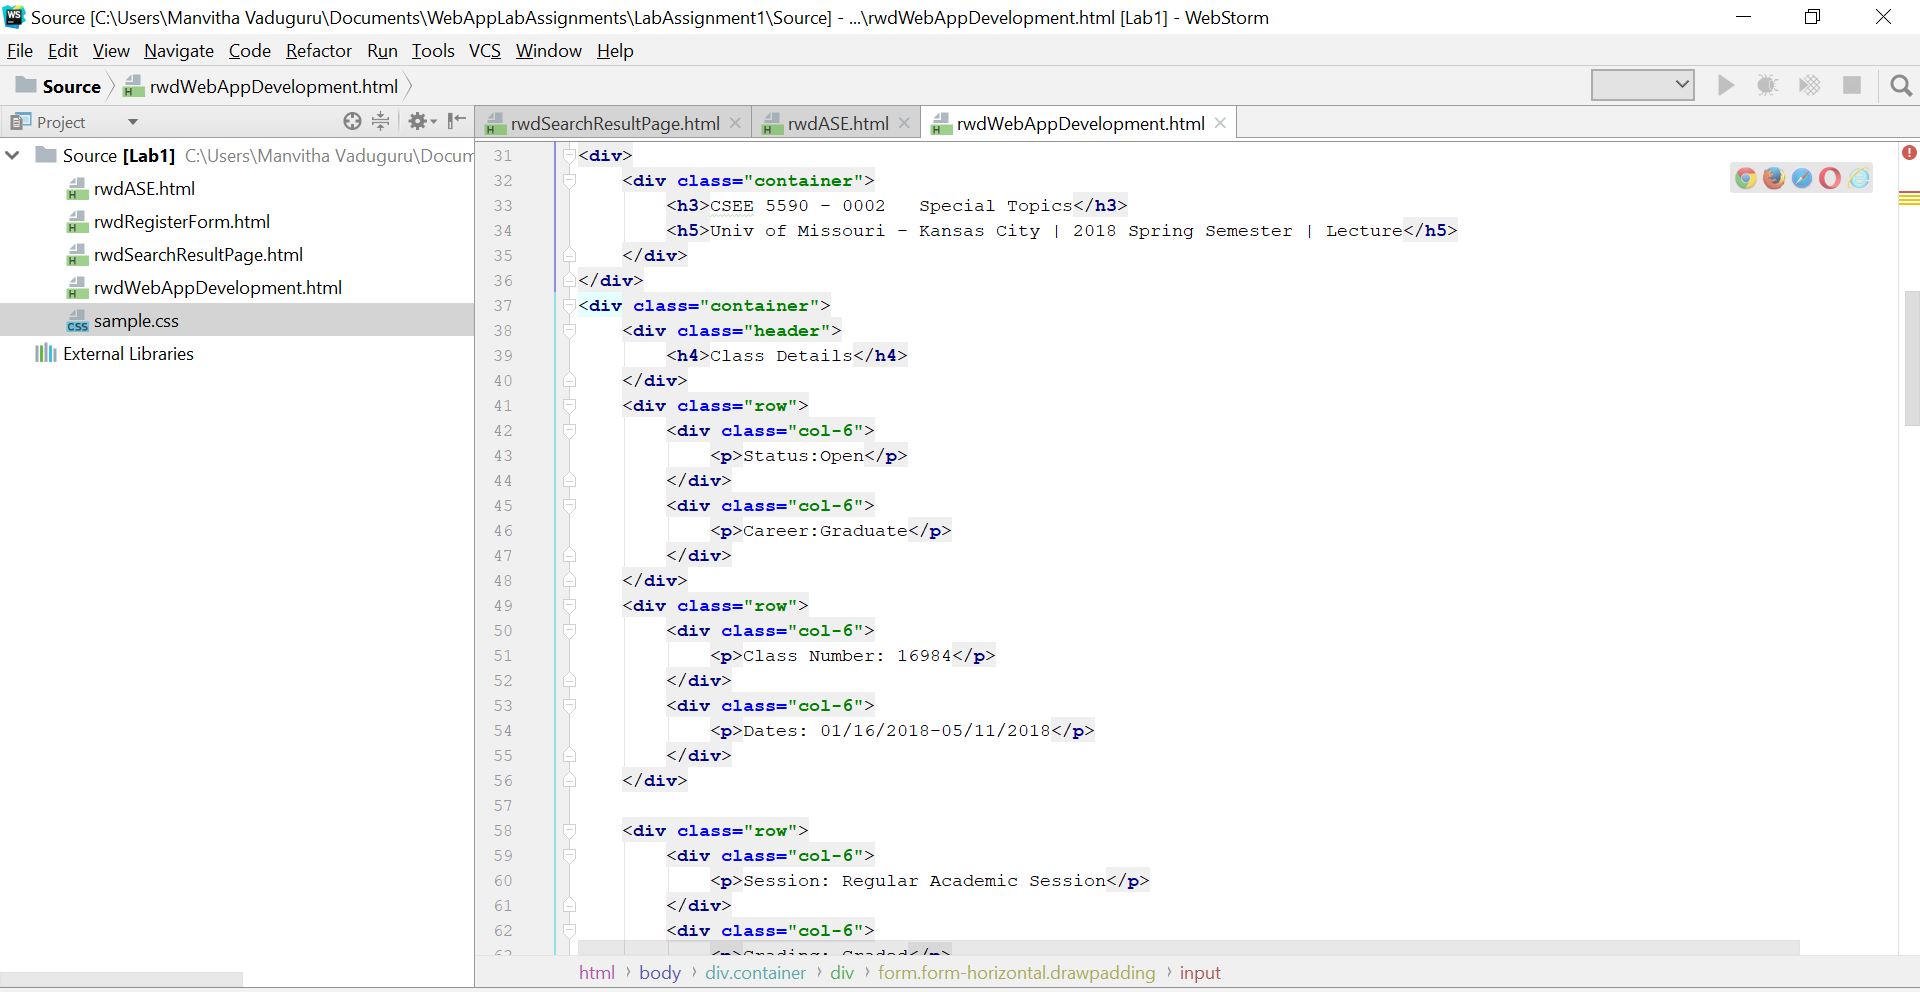 WS Source [C:\Users\Manvitha Vaduguru\Documents\WebAppLabAssignments\LabAssignment1\Source] - ...\rwdWebAppDevelopment.html [Lab1] - WebStorm
File Edit View Navigate Code Refactor Run Tools VCS Window Help
Source rwdWebAppDevelopment.html
Project
rwdSearchResultPage.html rwdASE.html rwdWebAppDevelopment.html
Source [Lab1] C:\Users\Manvitha Vaduguru\Docum
rwdASE.html
rwdRegisterForm.html
rwdSearchResultPage.html
rwdWebAppDevelopment.html
sample.css
External Libraries
31 <div>
32 <div class="container">
33 <h3>CSEE 5590 - 0002   Special Topics</h3>
34 <h5>Univ of Missouri - Kansas City | 2018 Spring Semester | Lecture</h5>
35 </div>
36 </div>
37 <div class="container">
38 <div class="header">
39 <h4>Class Details</h4>
40 </div>
41 <div class="row">
42 <div class="col-6">
43 <p>Status:Open</p>
44 </div>
45 <div class="col-6">
46 <p>Career:Graduate</p>
47 </div>
48 </div>
49 <div class="row">
50 <div class="col-6">
51 <p>Class Number: 16984</p>
52 </div>
53 <div class="col-6">
54 <p>Dates: 01/16/2018-05/11/2018</p>
55 </div>
56 </div>
57
58 <div class="row">
59 <div class="col-6">
60 <p>Session: Regular Academic Session</p>
61 </div>
62 <div class="col-6">
63 <p>Grading: Graded</p>
html › body › div.container › div › form.form-horizontal.drawpadding › input